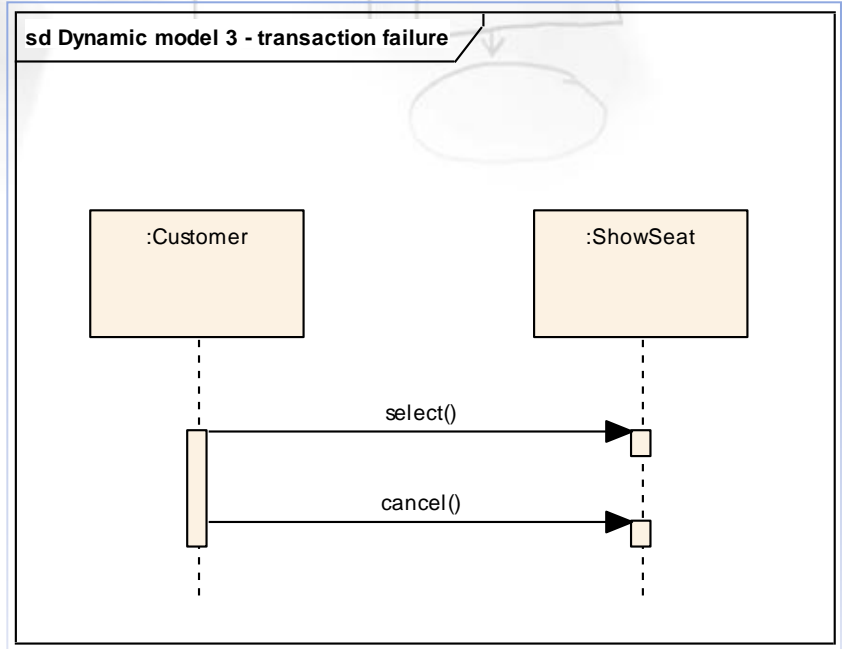 sd Dynamic model 3 - transaction failure
:Customer
:ShowSeat
select()
cancel()